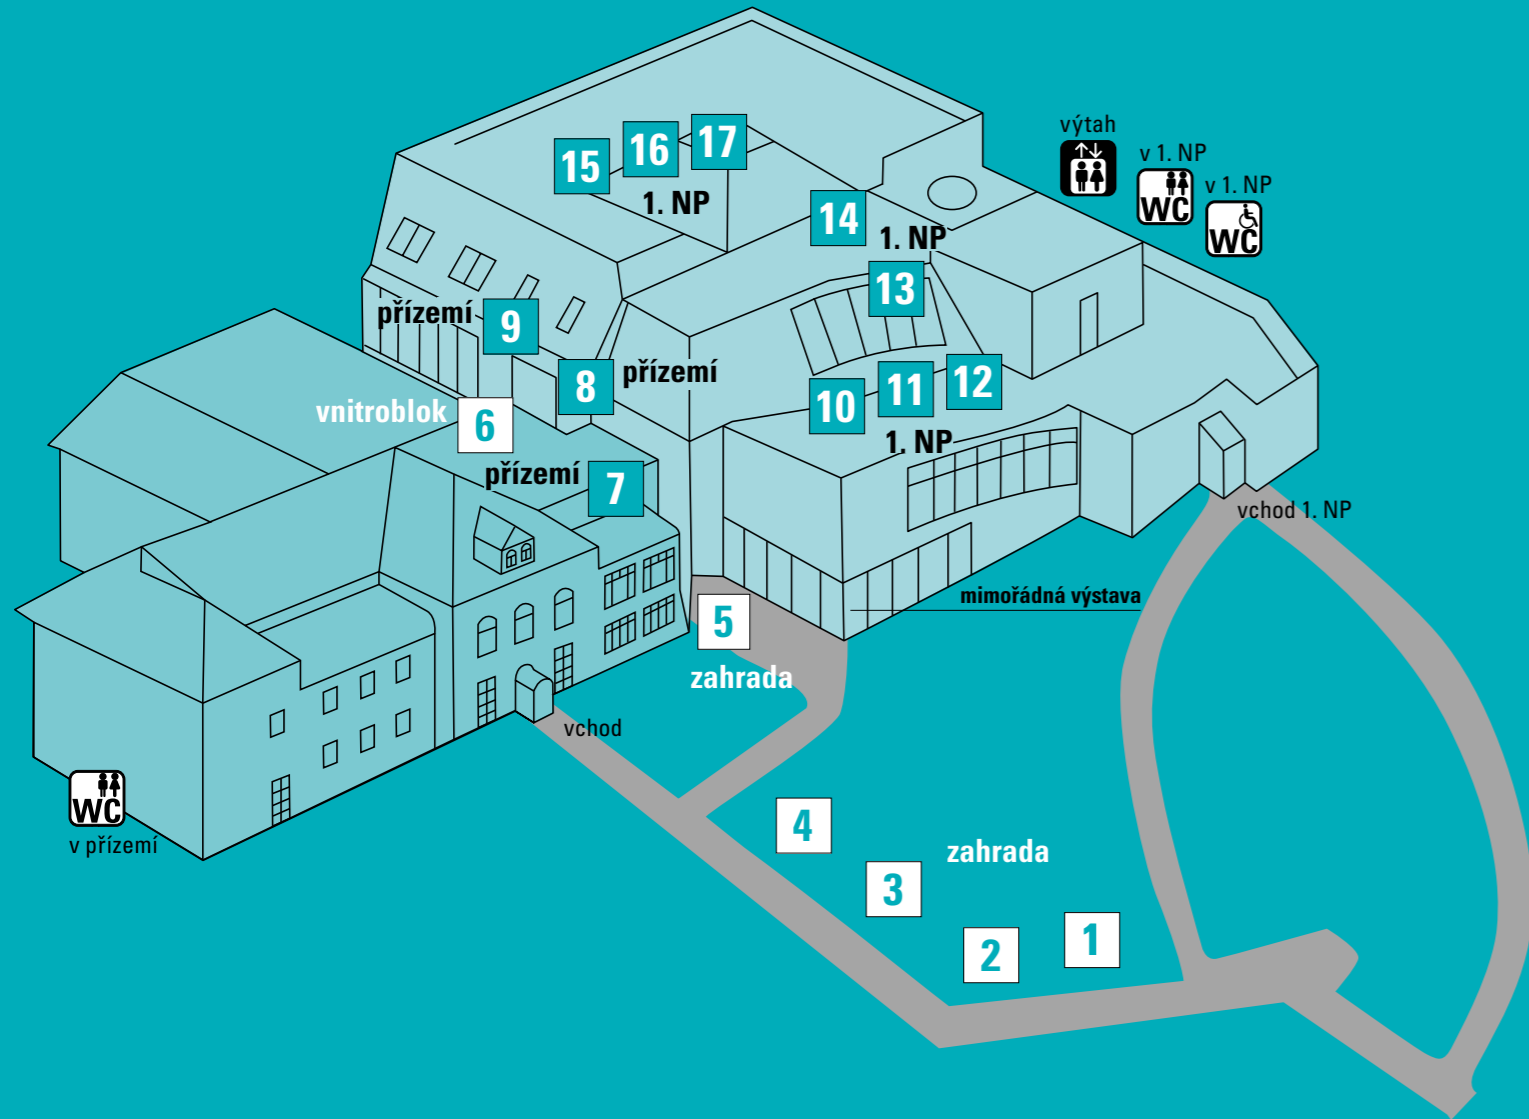 výtah
v 1. NP
WC
v 1. NP
WC
15
16
17
1. NP
14
1. NP
13
přízemí
9
8
přízemí
10
11
12
1. NP
vnitroblok
6
přízemí
7
vchod 1. NP
mimořádná výstava
5
zahrada
vchod
WC
v přízemí
4
zahrada
3
2
1